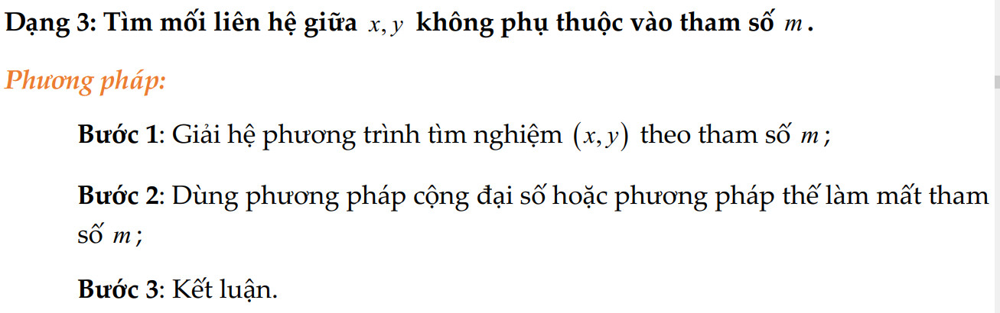 Dạng 3: Tìm mối liên hệ giữa x, y không phụ thuộc vào tham số m.
Phương pháp:
Bước 1: Giải hệ phương trình tìm nghiệm (x, y) theo tham số m;
Bước 2: Dùng phương pháp cộng đại số hoặc phương pháp thế làm mất tham
số m;
Bước 3: Kết luận.